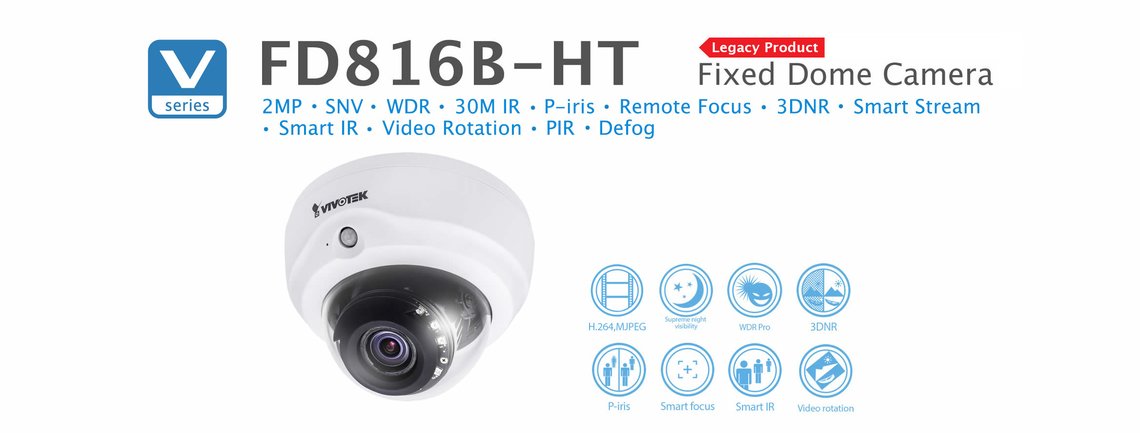 V
series
FD816B-HT
Legacy Product
Fixed Dome Camera
2MP • SNV • WDR • 30M IR • P-iris • Remote Focus • 3DNR • Smart Stream
• Smart IR • Video Rotation • PIR • Defog
VIVOTEK
H.264,MJPEG
Supreme night
visibility
WDR Pro
3DNR
P-iris
Smart focus
Smart IR
Video rotation